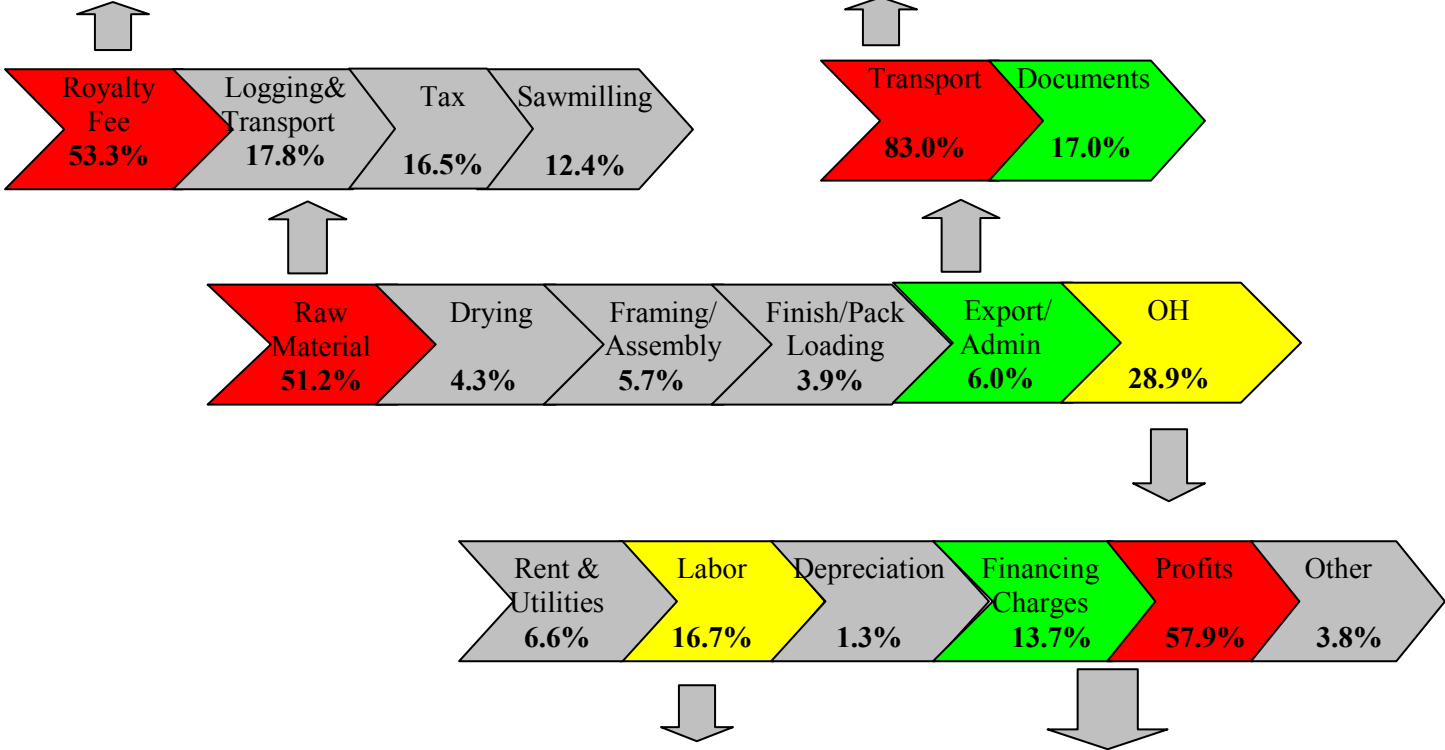 Royalty
Fee
53.3%
Logging&
Transport
17.8%
Tax
16.5%
Sawmilling
12.4%
Transport
83.0%
Documents
17.0%
Raw
Material
51.2%
Drying
4.3%
Framing/
Assembly
5.7%
Finish/Pack
Loading
3.9%
Export/
Admin
6.0%
OH
28.9%
Rent &
Utilities
6.6%
Labor
16.7%
Depreciation
1.3%
Financing
Charges
13.7%
Profits
57.9%
Other
3.8%